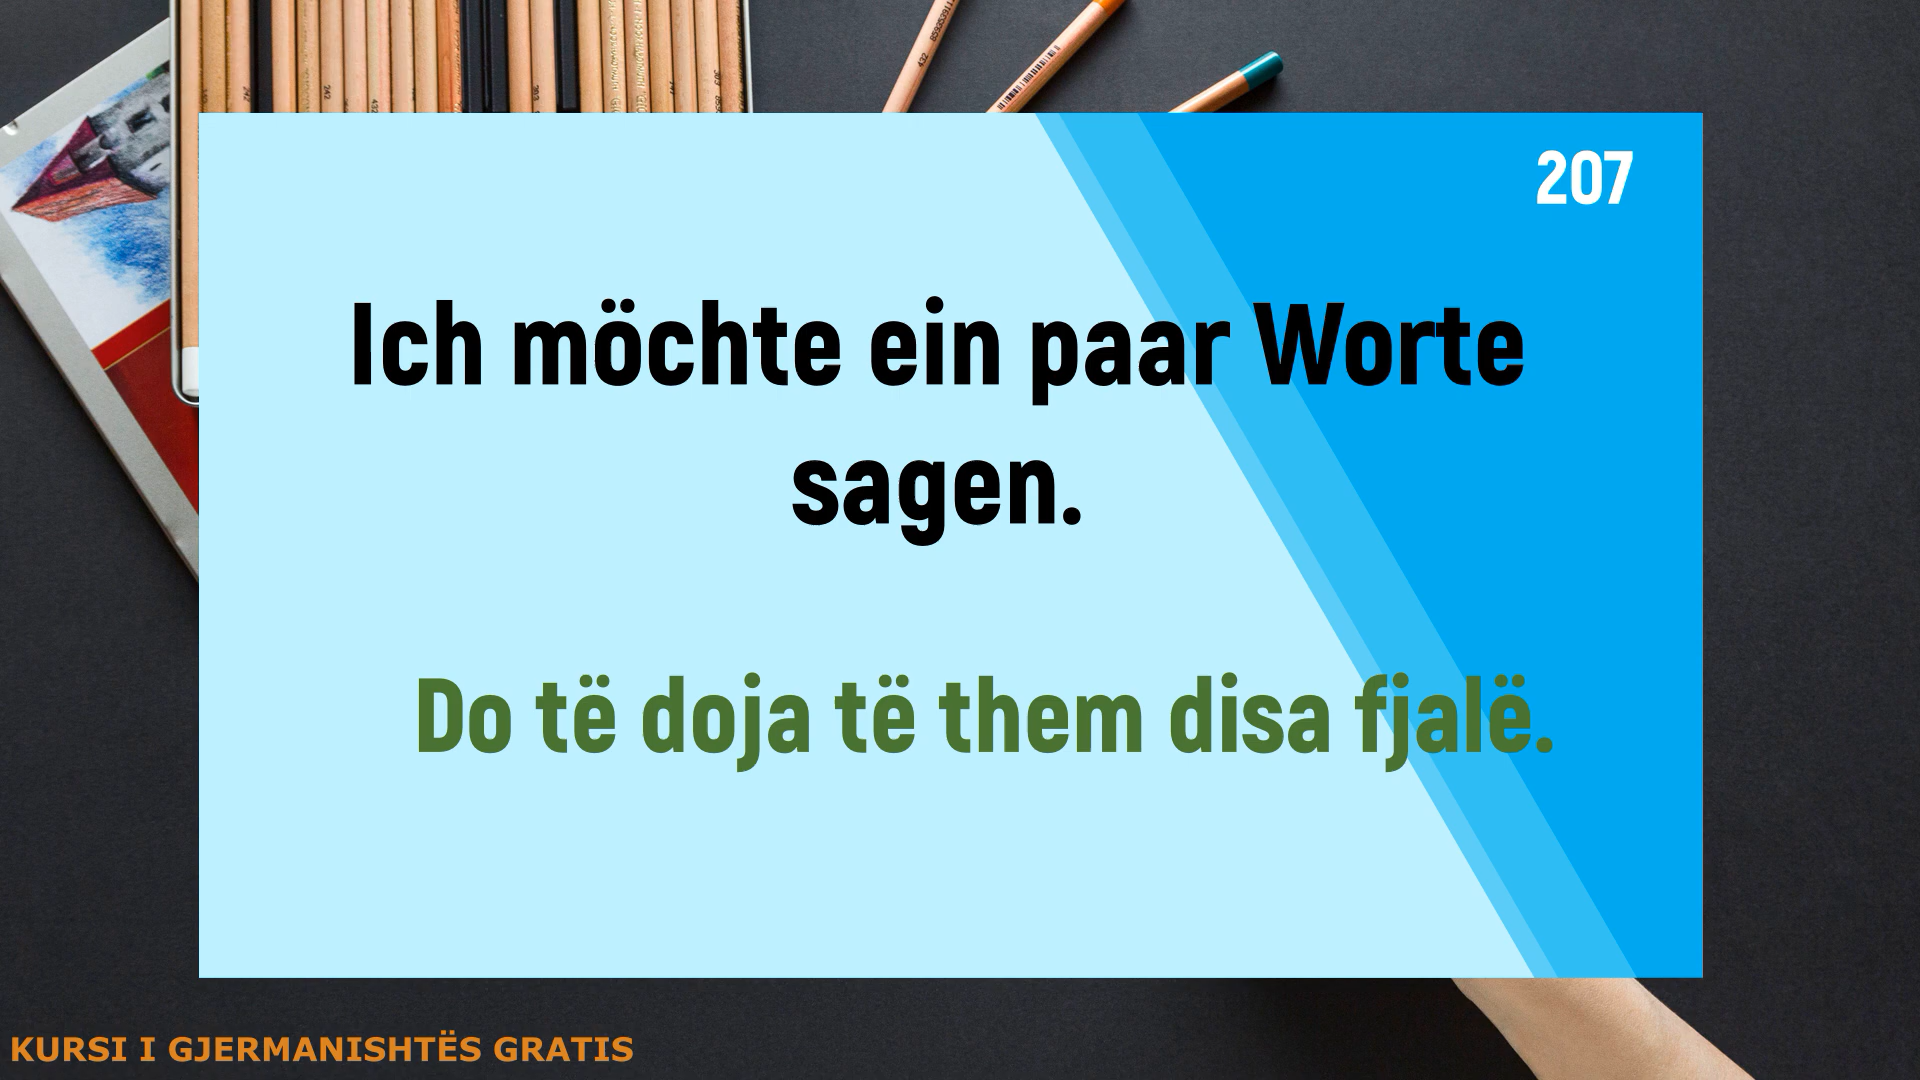 207
Ich möchte ein paar Worte
sagen.
Do të doja të them disa fjalë.
KURSI I GJERMANISHTËS GRATIS